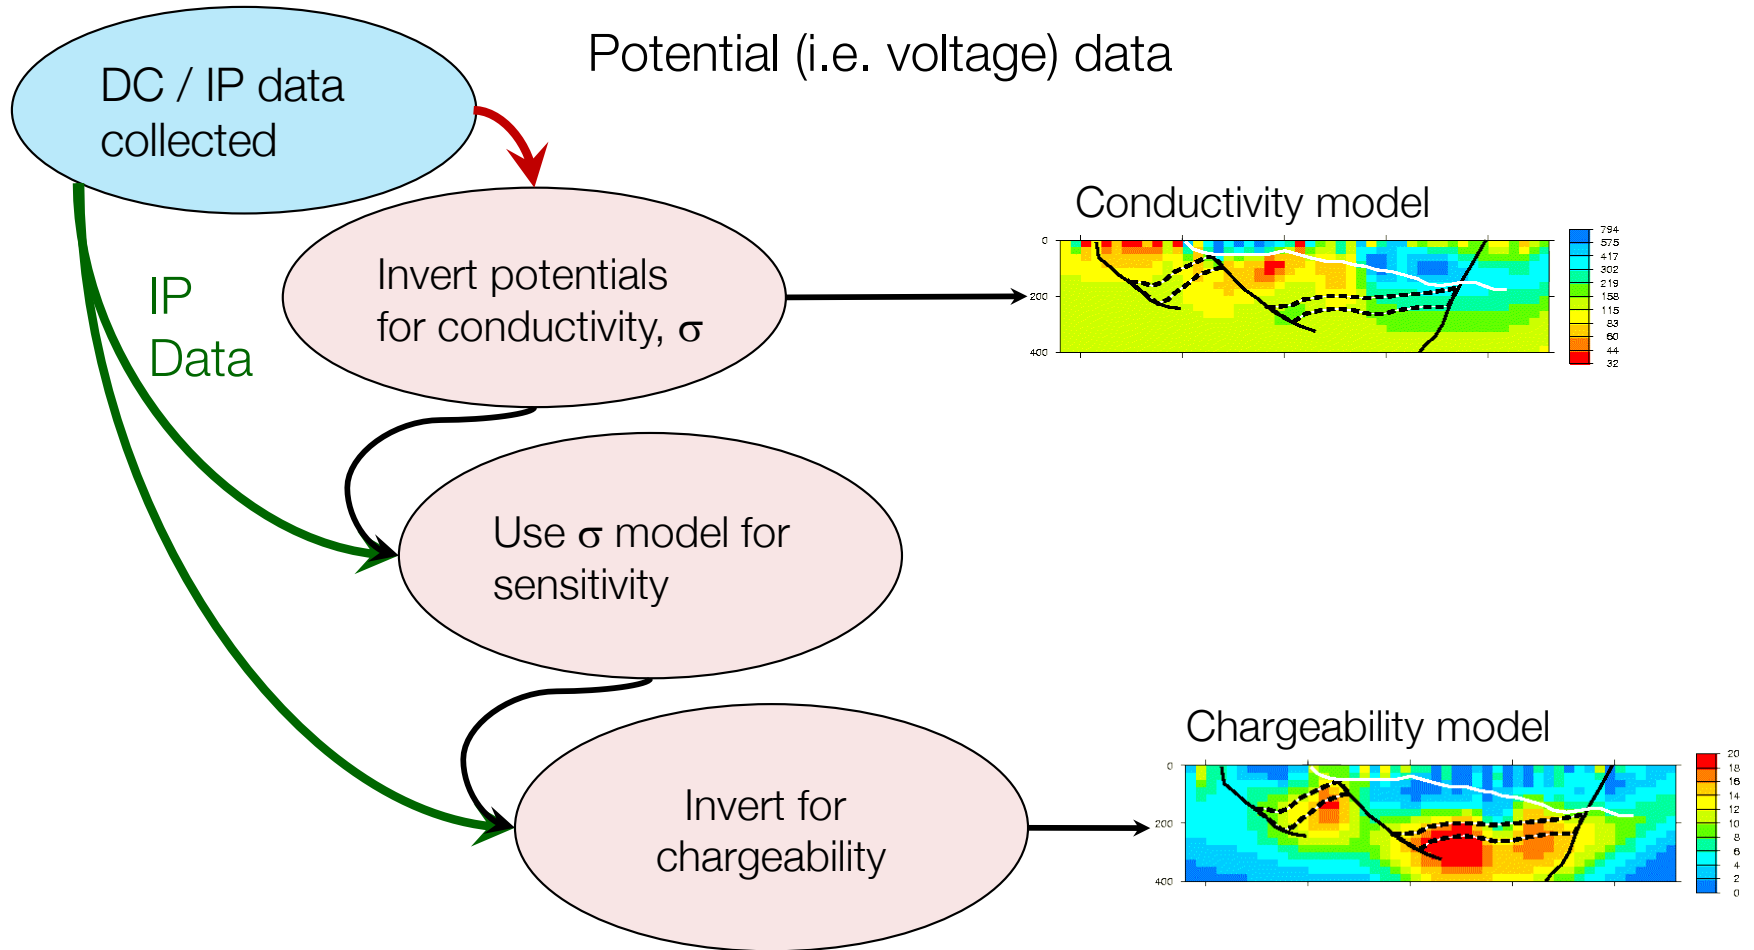 Potential (i.e. voltage) data
DC / IP data
collected
IP
Data
Invert potentials
for conductivity, σ
Conductivity model
0
200
400
794
575
417
302
219
158
115
83
60
44
32
Use σ model for
sensitivity
Invert for
chargeability
Chargeability model
0
200
400
20
18
16
14
12
10
8
6
4
2
0